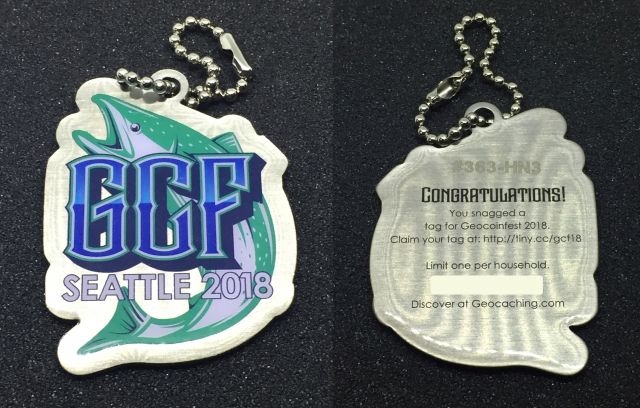 GCF
SEATTLE 2018
#363-HN3
CONGRATULATIONS!
You snagged a
tag for Geocoinfest 2018.
Claim your tag at: http://tiny.cc/gcf18
Limit one per household.
Discover at Geocaching.com